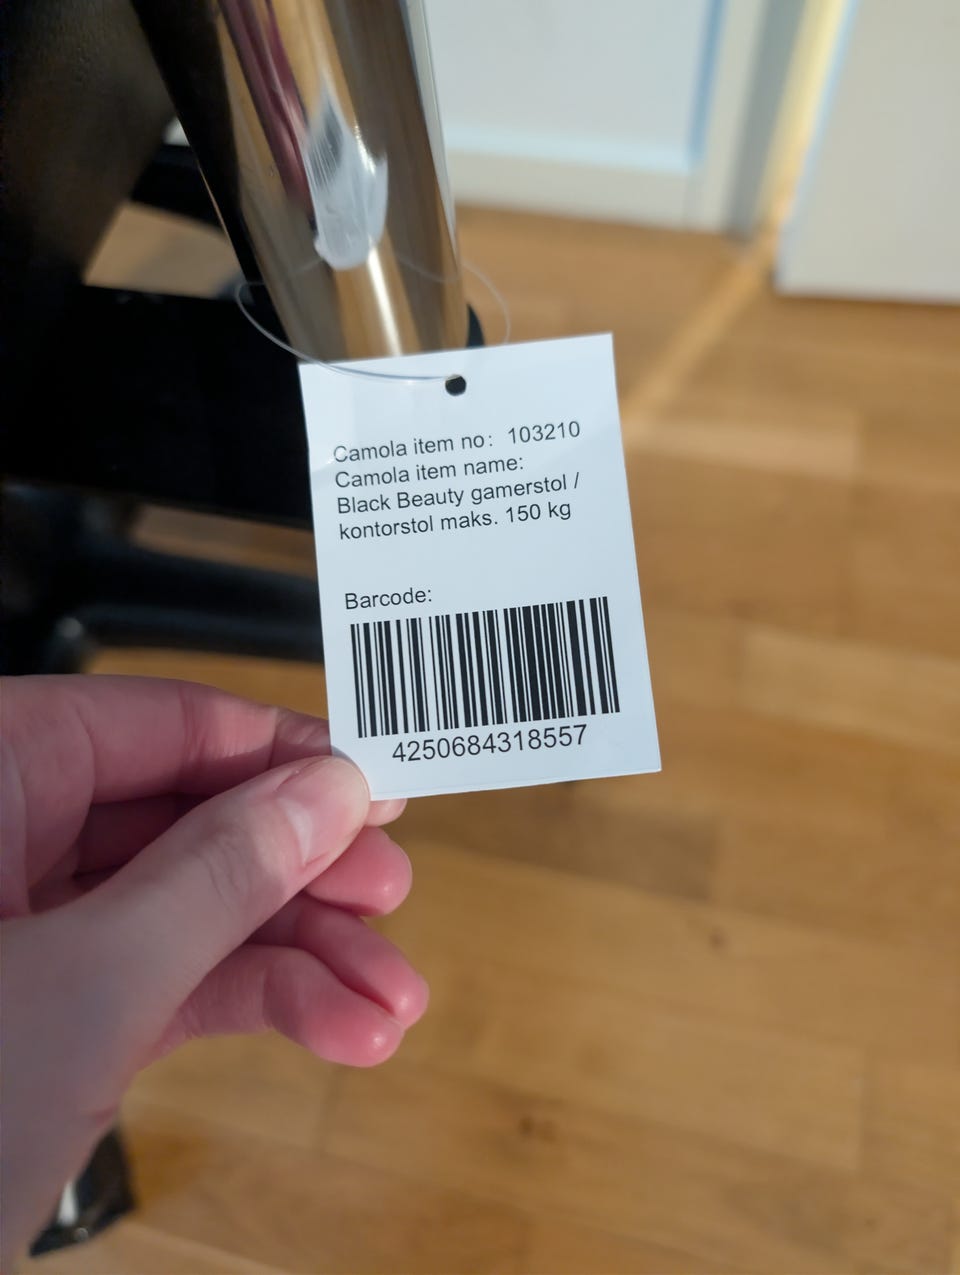 Camola item no: 103210
Camola item name:
Black Beauty gamerstol /
kontorstol maks. 150 kg
Barcode:
4250684318557